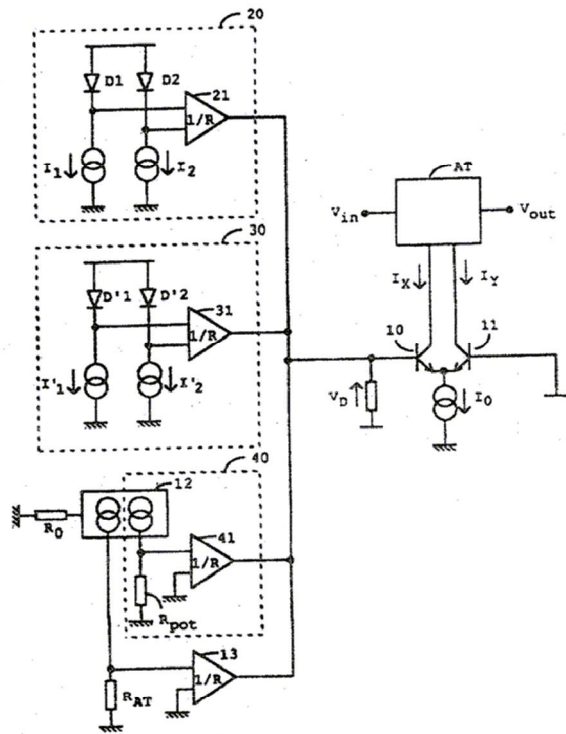 20
D1
D2
21
1/R
I1
I2
AT
Vin
Vout
30
IX
IY
D'1
D'2
31
1/R
10
11
I'1
I'2
VD
I0
40
12
R0
41
1/R
Rpot
13
1/R
RAT